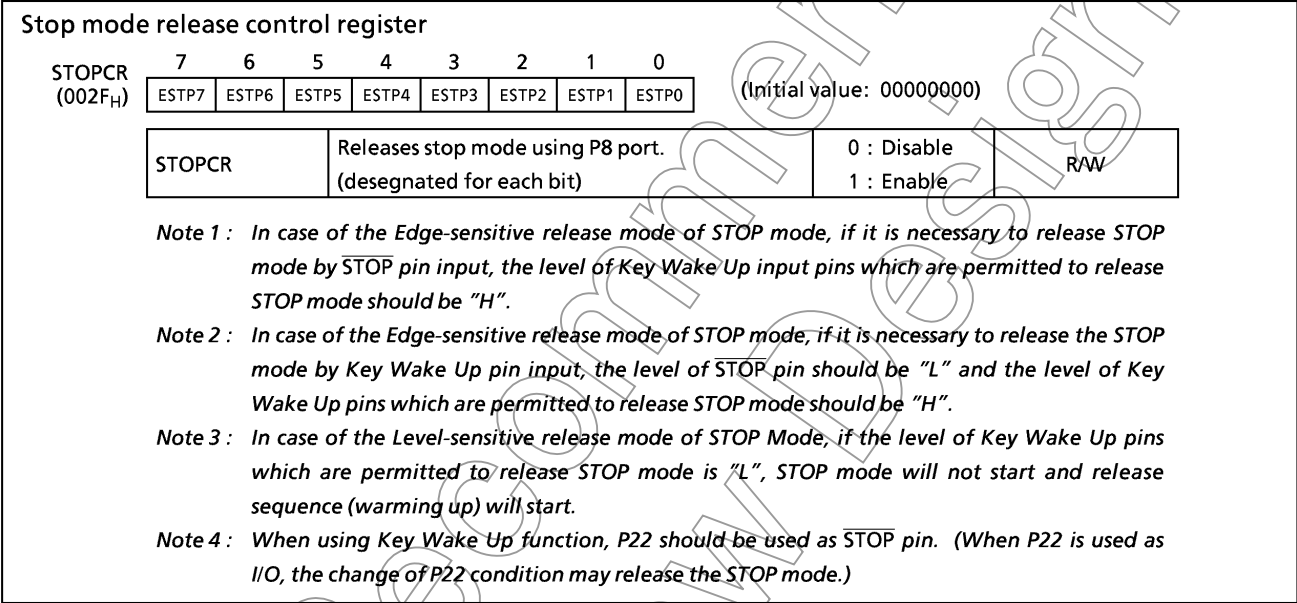 Stop mode release control register
7 6 5 4 3 2 1 0
STOPCR
(002FH)
ESTP7 ESTP6 ESTP5 ESTP4 ESTP3 ESTP2 ESTP1 ESTP0
(Initial value: 00000000)
STOPCR
Releases stop mode using P8 port.
(desegnated for each bit)
0 : Disable
1 : Enable
R/W
Note 1 : In case of the Edge-sensitive release mode of STOP mode, if it is necessary to release STOP
mode by STOP pin input, the level of Key Wake Up input pins which are permitted to release
STOP mode should be "H".
Note 2 : In case of the Edge-sensitive release mode of STOP mode, if it is necessary to release the STOP
mode by Key Wake Up pin input, the level of STOP pin should be "L" and the level of Key
Wake Up pins which are permitted to release STOP mode should be "H".
Note 3 : In case of the Level-sensitive release mode of STOP Mode, if the level of Key Wake Up pins
which are permitted to release STOP mode is "L", STOP mode will not start and release
sequence (warming up) will start.
Note 4 : When using Key Wake Up function, P22 should be used as STOP pin. (When P22 is used as
I/O, the change of P22 condition may release the STOP mode.)